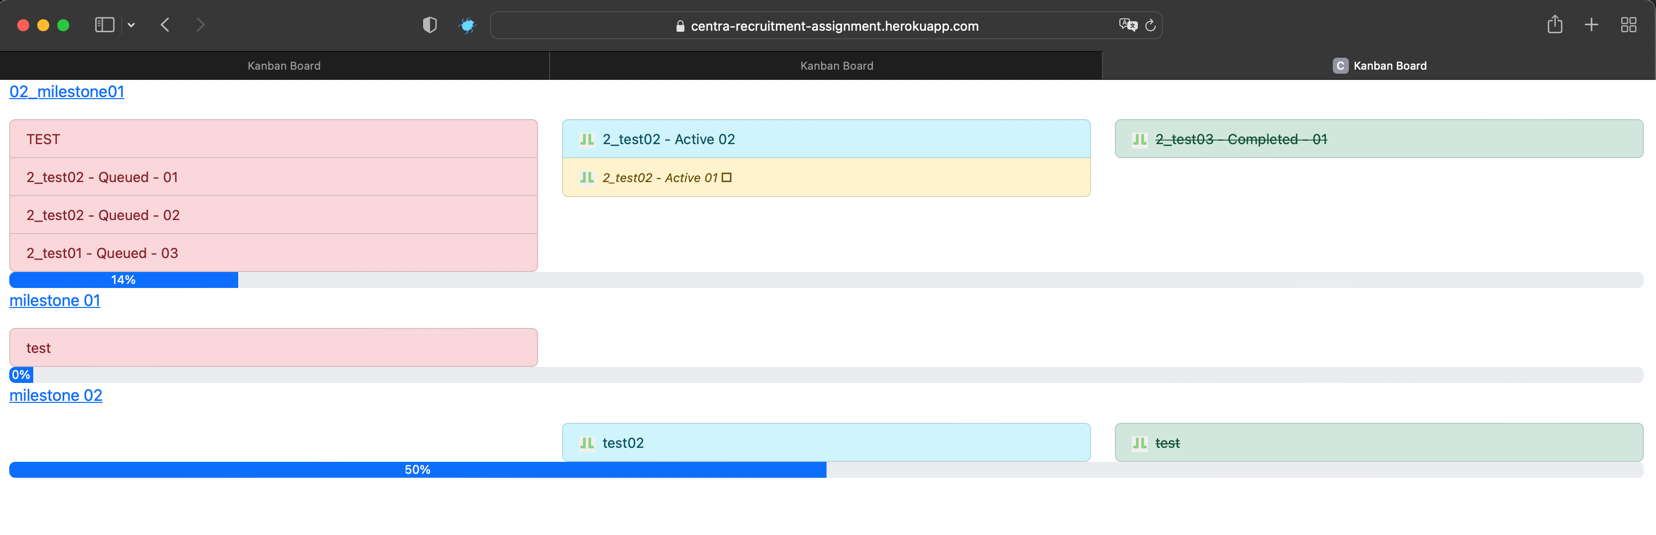 centra-recruitment-assignment.herokuapp.com
Kanban Board
Kanban Board
C Kanban Board
02_milestone01
TEST
2_test02 - Queued - 01
2_test02 - Queued - 02
2_test01 - Queued - 03
2_test02 - Active 02
2_test02 - Active 01
2_test03 - Completed - 01
14%
milestone 01
test
0%
milestone 02
test02
test
50%